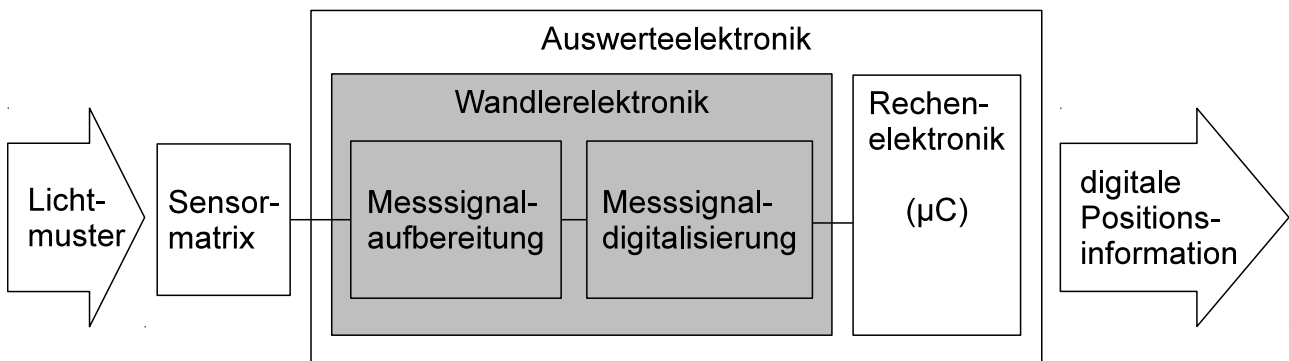 Auswerteelektronik
Wandlerelektronik
Licht-
muster
Sensor-
matrix
Messsignal-
aufbereitung
Messsignal-
digitalisierung
Rechen-
elektronik
(µC)
digitale
Positions-
information